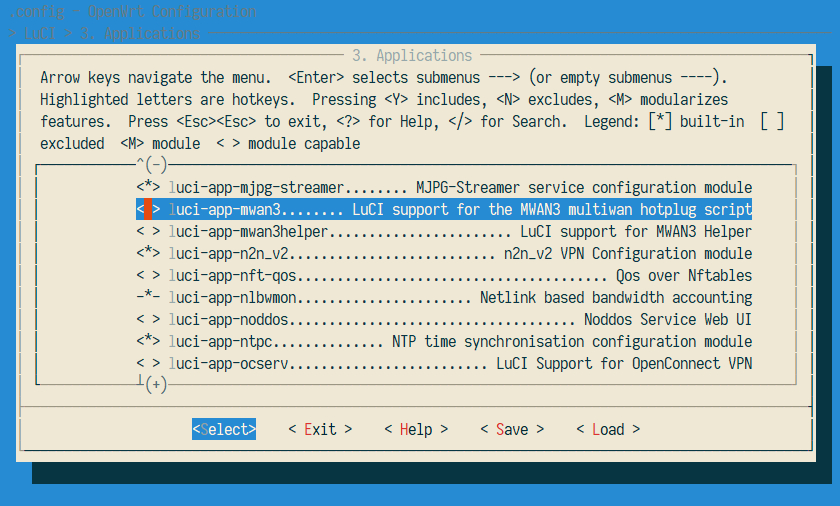 .config - OpenWrt Configuration
> LuCI > 3. Applications
3. Applications
Arrow keys navigate the menu.  <Enter> selects submenus ---> (or empty submenus ----).
Highlighted letters are hotkeys.  Pressing <Y> includes, <N> excludes, <M> modularizes
features.  Press <Esc><Esc> to exit, <?> for Help, </> for Search.  Legend: [*] built-in  [ ]
excluded  <M> module  < > module capable
^(-)
<*> luci-app-mjpg-streamer........ MJPG-Streamer service configuration module
< > luci-app-mwan3........ LuCI support for the MWAN3 multiwan hotplug script
< > luci-app-mwan3helper....................... LuCI support for MWAN3 Helper
<*> luci-app-n2n_v2.......................... n2n_v2 VPN Configuration module
< > luci-app-nft-qos....................................... Qos over Nftables
-*- luci-app-nlbwmon...................... Netlink based bandwidth accounting
< > luci-app-noddos.................................... Noddos Service Web UI
<*> luci-app-ntpc.............. NTP time synchronisation configuration module
< > luci-app-ocserv......................... LuCI Support for OpenConnect VPN
┴(+)
<Select>    < Exit >    < Help >    < Save >    < Load >